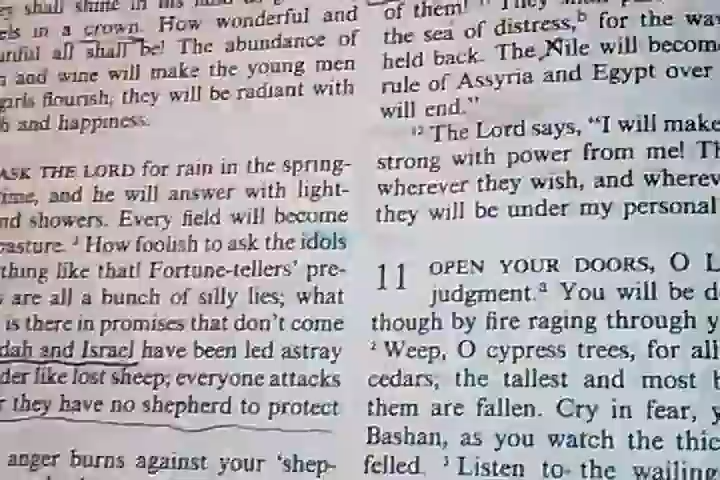 shall shine in his
in a crown. How wonderful and
all shall be! The abundance of
and wine will make the young men
girls flourish; they will be radiant with
and happiness.
ASK THE LORD for rain in the spring-
and he will answer with light-
showers. Every field will become
pasture. ² How foolish to ask the idols
thing like that! Fortune-tellers' pre-
are all a bunch of silly lies; what
is there in promises that don't come
dah and Israel have been led astray
der like lost sheep; everyone attacks
they have no shepherd to protect
anger burns against your 'shep-
of them! They
the sea of distress,ᵇ for the
held back. The Nile will
rule of Assyria and Egypt over
will end."
¹² The Lord says, "I will make
strong with power from me!
wherever they wish, and
they will be under my personal
11 OPEN YOUR DOORS, O L
judgment.ᵃ You will be d
though by fire raging through y
² Weep, O cypress trees, for all
cedars; the tallest and most b
them are fallen. Cry in fear, y
Bashan, as you watch the thic
felled. ³ Listen to the wailing